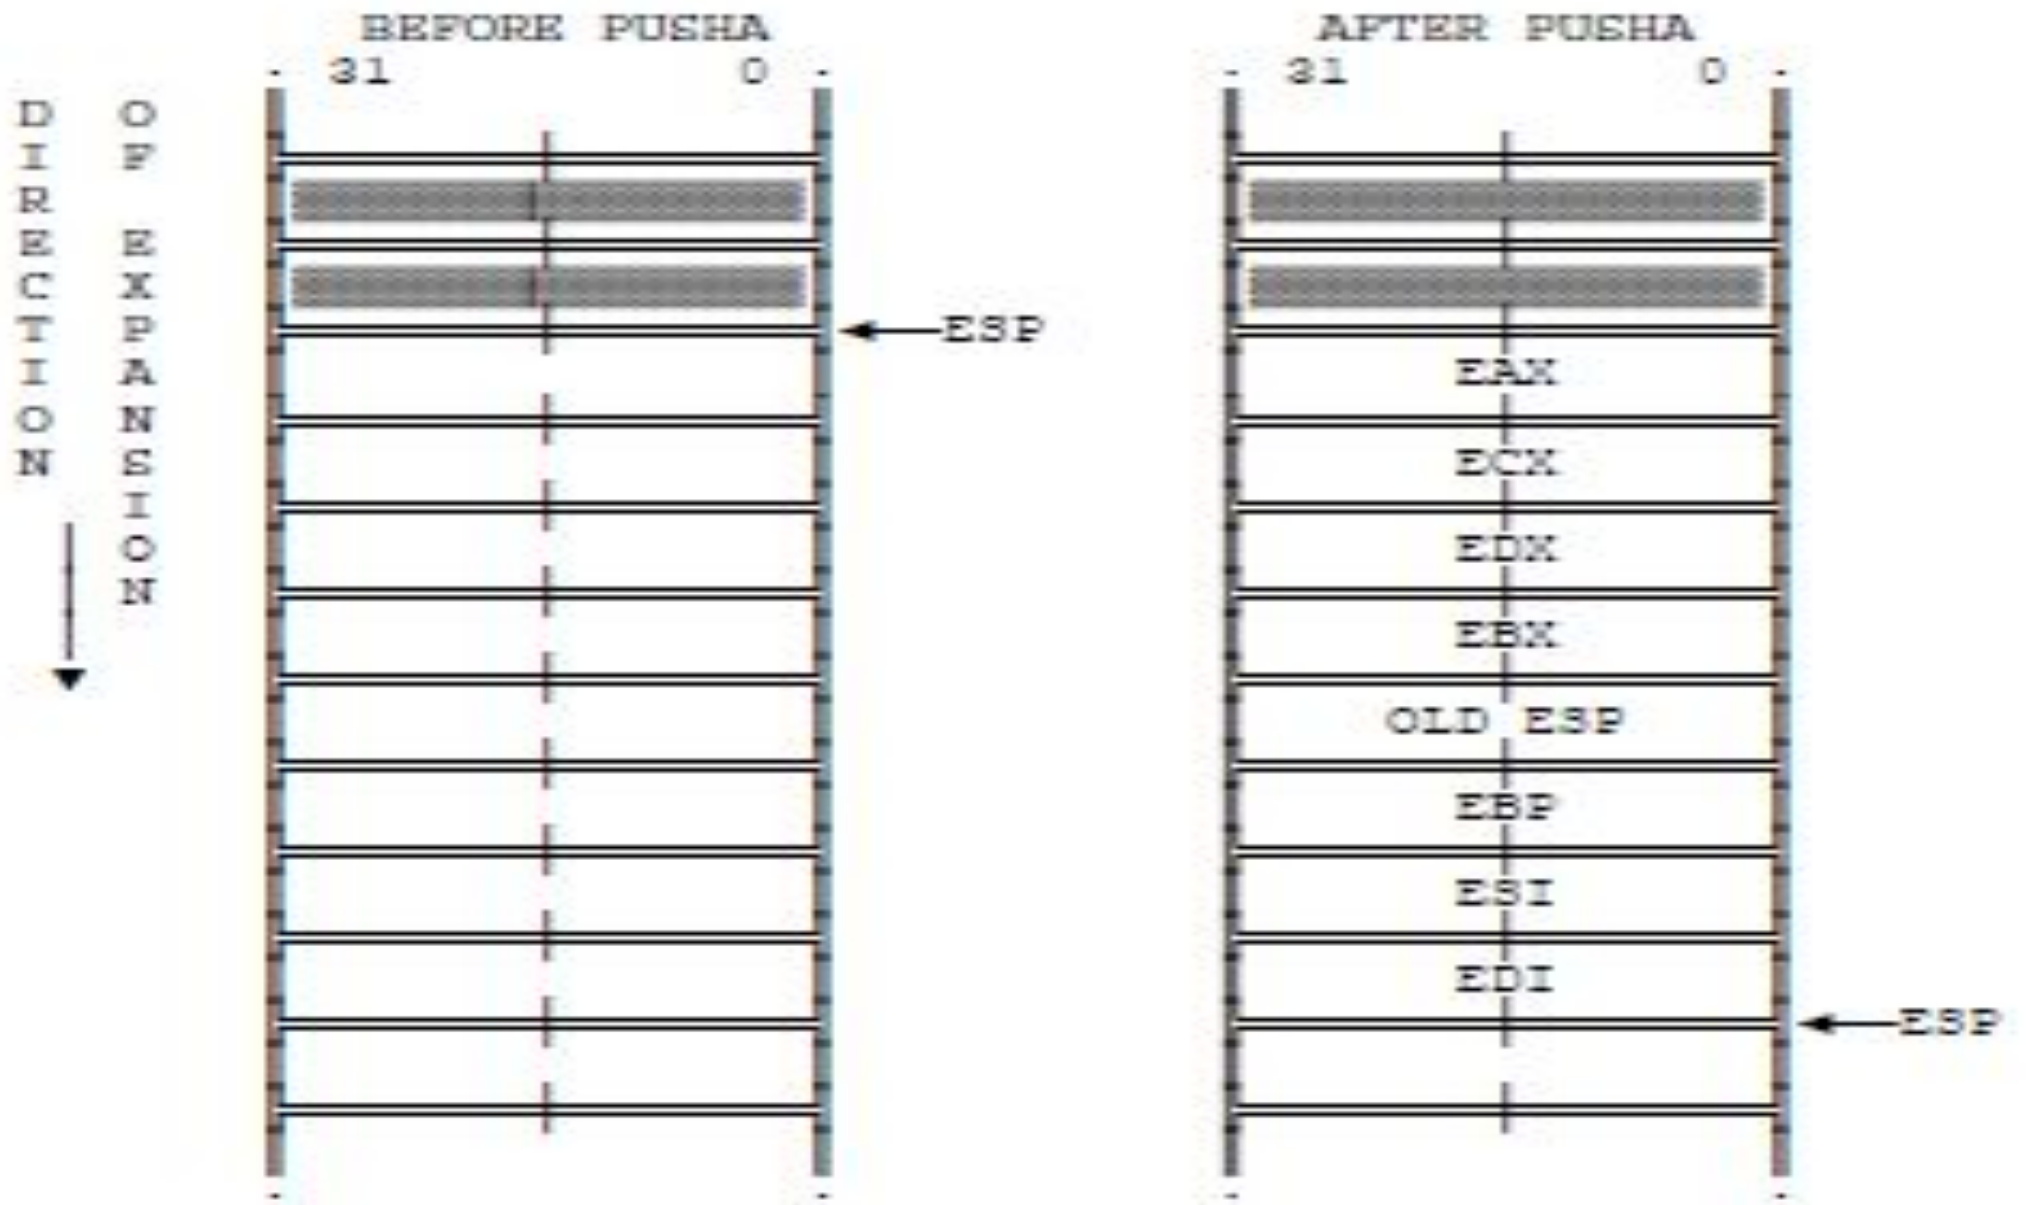 BEFORE PUSHA
AFTER PUSHA
31 0
31 0
DIRECTION
OF EXPANSION
ESP
EAX
ECX
EDX
EBX
OLD ESP
EBP
ESI
EDI
ESP